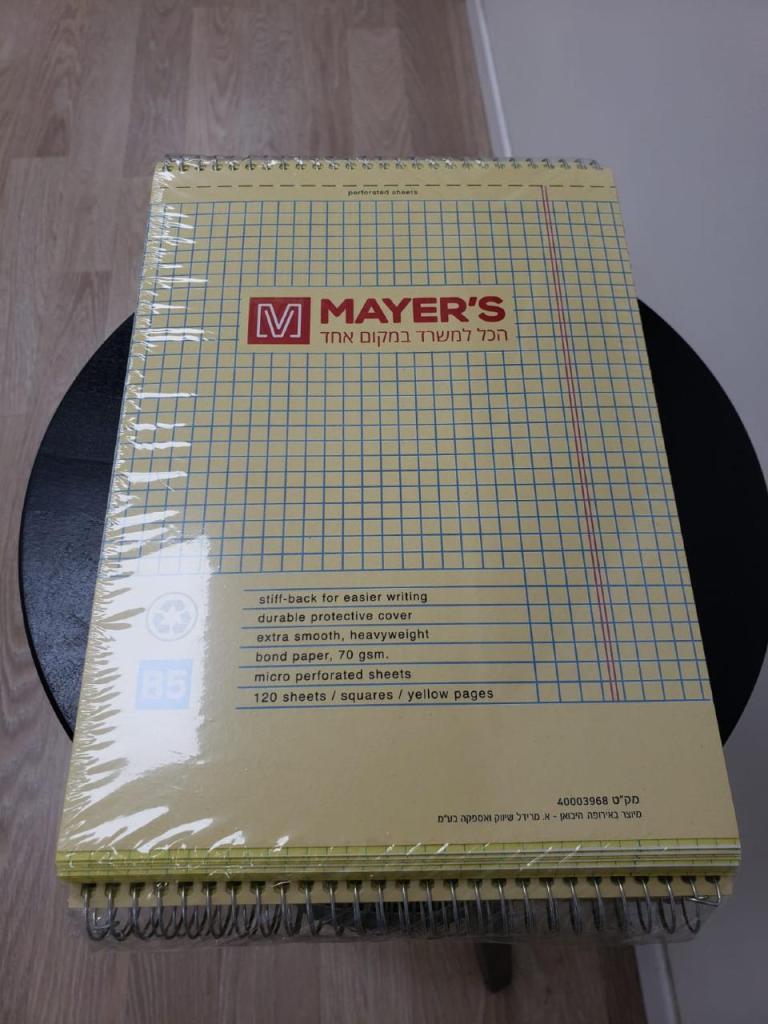 perforated sheets
MAYER'S
הכל למשרד במקום אחד
stiff-back for easier writing
durable protective cover
extra smooth, heavyweight
bond paper, 70 gsm.
micro perforated sheets
120 sheets / squares / yellow pages
B5
מק"ט 40003968
מיוצר באירופה היבואן - א. מרידל שיווק ואספקה בע"מ